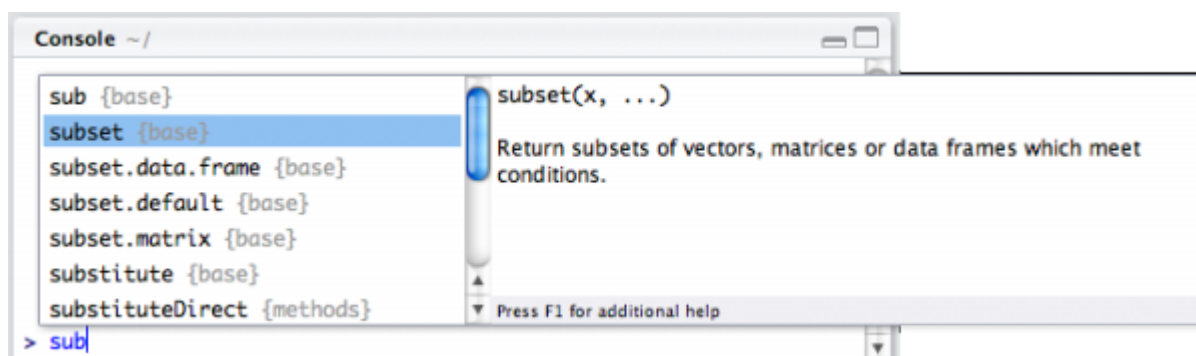 Console ~/
sub {base}
subset {base}
subset.data.frame {base}
subset.default {base}
subset.matrix {base}
substitute {base}
substituteDirect {methods}
subset(x, ...)
Return subsets of vectors, matrices or data frames which meet
conditions.
Press F1 for additional help
> sub